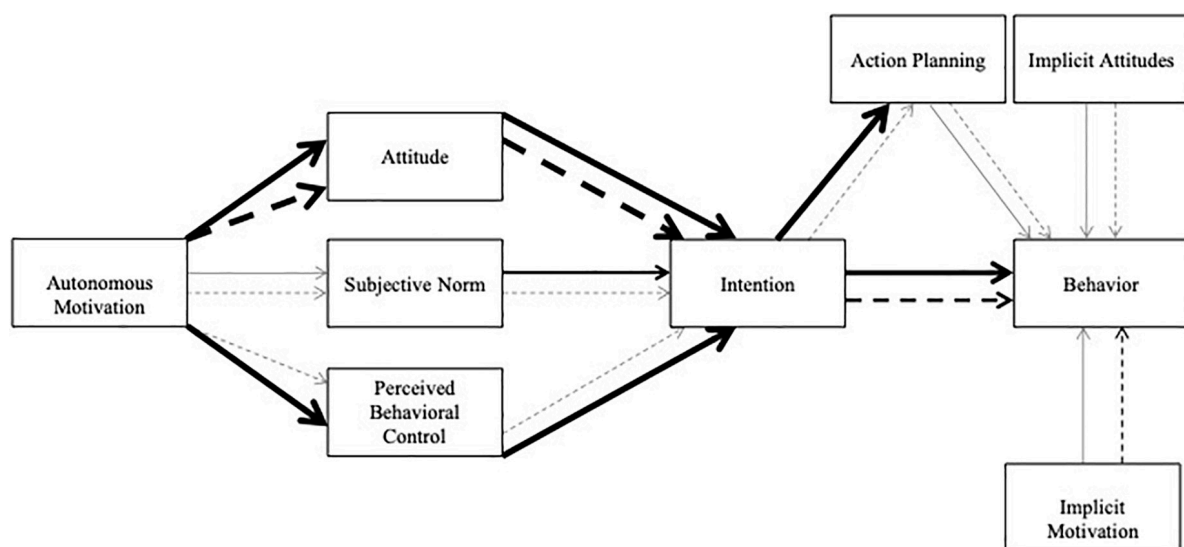 Action Planning
Implicit Attitudes
Attitude
Autonomous
Motivation
Subjective Norm
Intention
Behavior
Perceived
Behavioral
Control
Implicit
Motivation